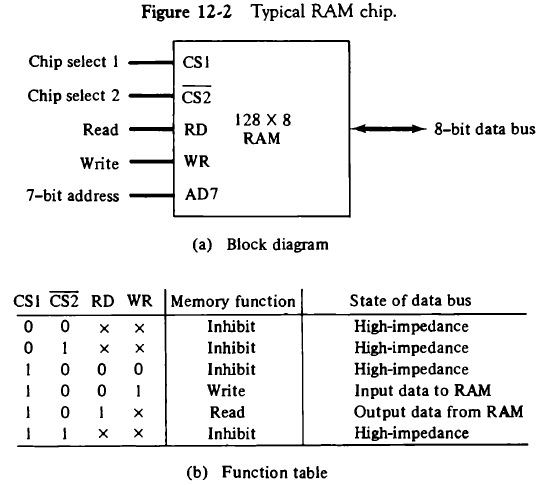 Figure 12-2 Typical RAM chip.
Chip select 1 CS1
Chip select 2 C̅S̅2̅
Read RD 128 X 8
RAM 8-bit data bus
Write WR
7-bit address AD7
(a) Block diagram
CS1 C̅S̅2̅ RD WR Memory function State of data bus
0 0 × × Inhibit High-impedance
0 1 × × Inhibit High-impedance
1 0 0 0 Inhibit High-impedance
1 0 0 1 Write Input data to RAM
1 0 1 × Read Output data from RAM
1 1 × × Inhibit High-impedance
(b) Function table